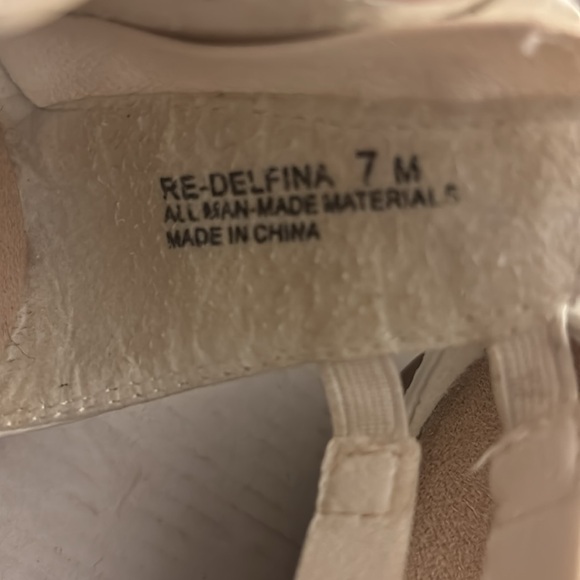 RE-DELFINA 7 M
ALL MAN-MADE MATERIALS
MADE IN CHINA